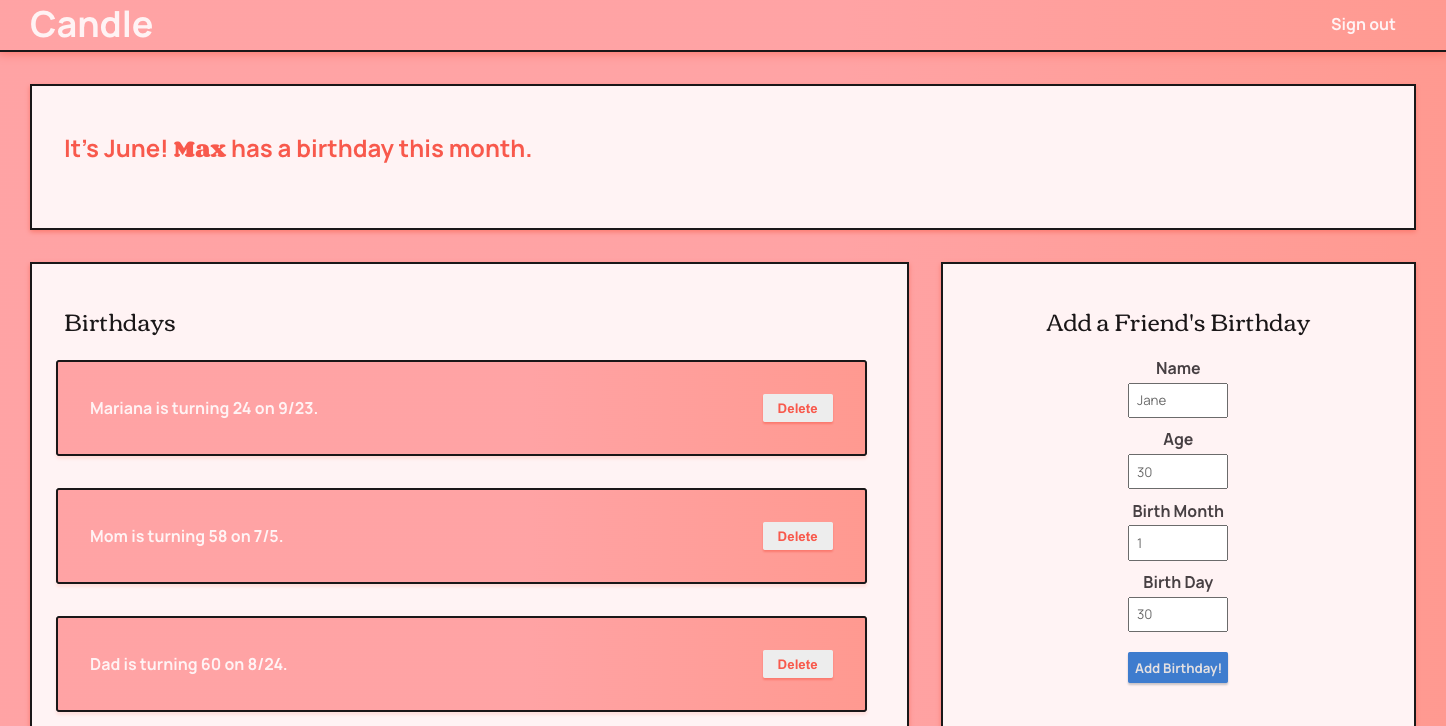 Candle
Sign out
It's June! Max has a birthday this month.
Birthdays
Mariana is turning 24 on 9/23.
Delete
Mom is turning 58 on 7/5.
Delete
Dad is turning 60 on 8/24.
Delete
Add a Friend's Birthday
Name
Jane
Age
30
Birth Month
1
Birth Day
30
Add Birthday!